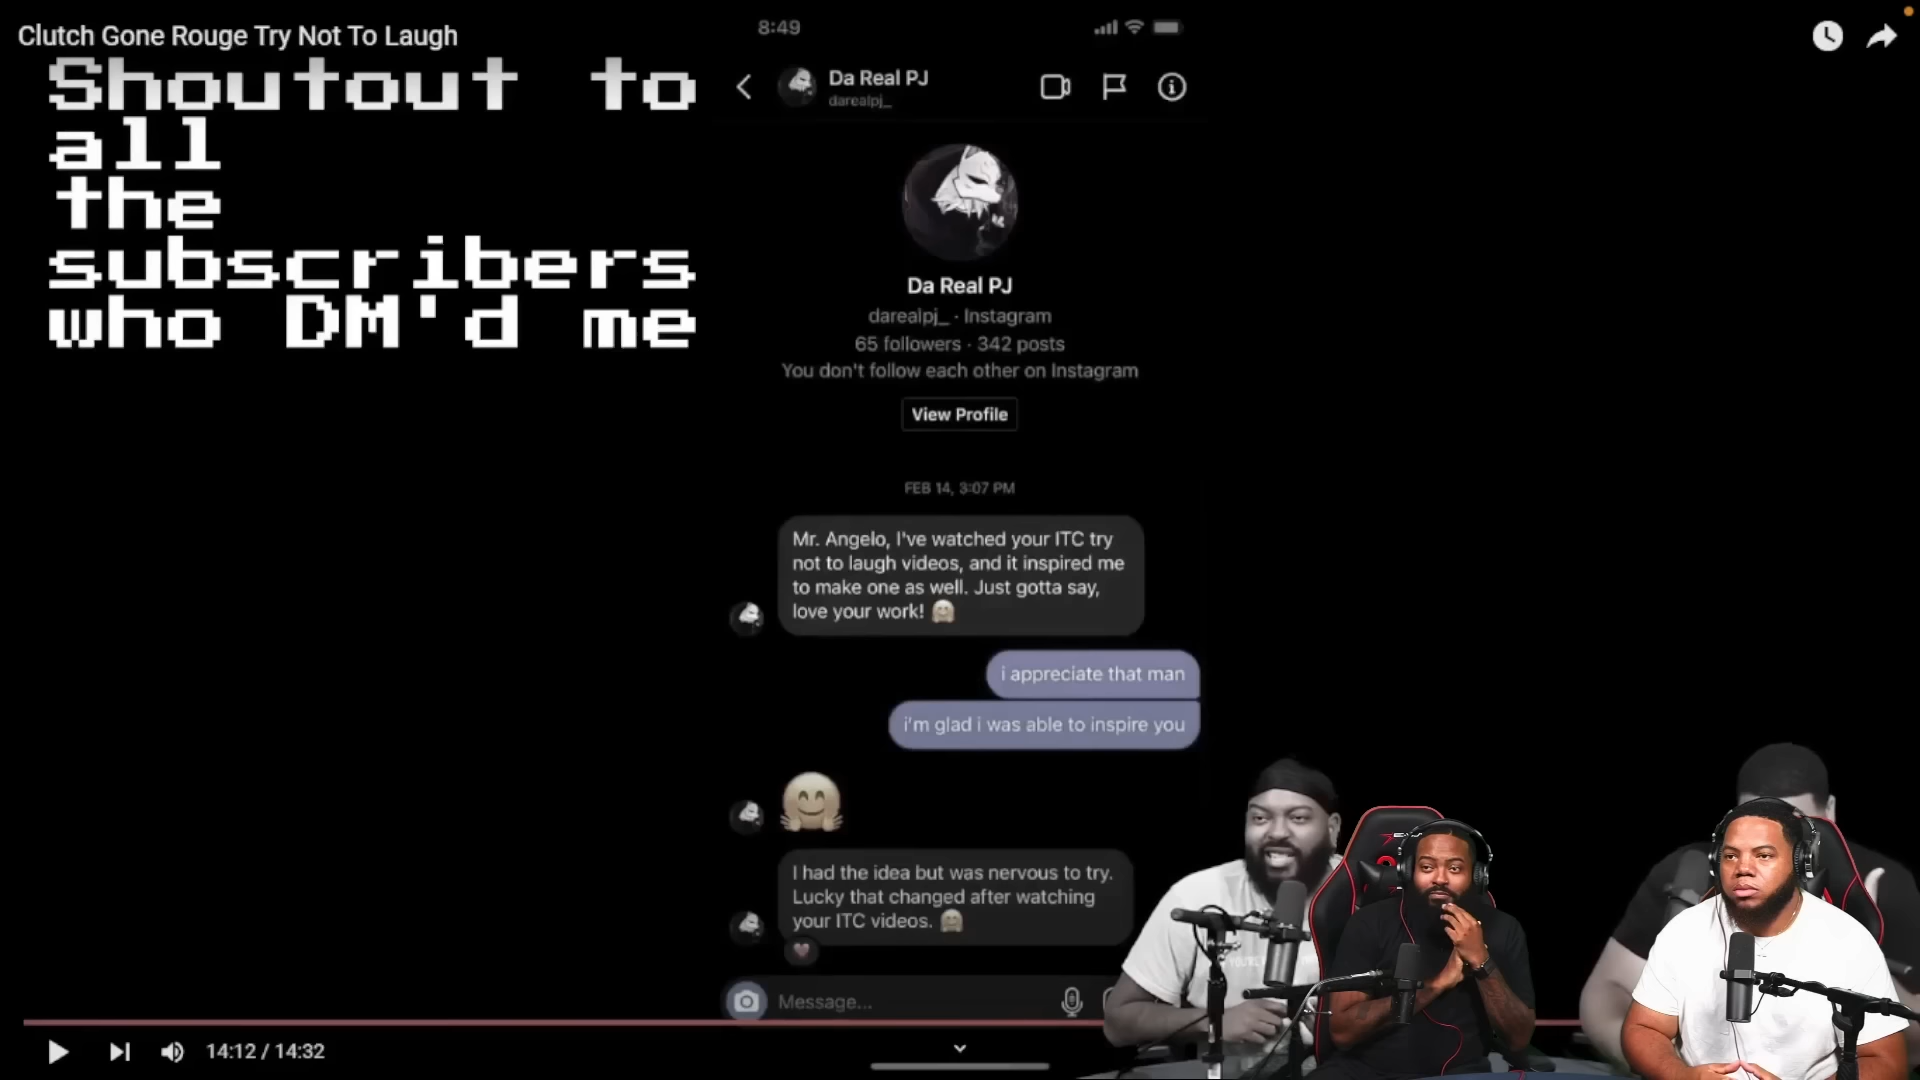 Clutch Gone Rouge Try Not To Laugh
Shoutout to
all
the
subscribers
who DM'd me
8:49
Da Real PJ
darealpj_
Da Real PJ
darealpj_ · Instagram
65 followers · 342 posts
You don't follow each other on Instagram
View Profile
FEB 14, 3:07 PM
Mr. Angelo, I've watched your ITC try
not to laugh videos, and it inspired me
to make one as well. Just gotta say,
love your work! 🤗
i appreciate that man
i'm glad i was able to inspire you
🤗
I had the idea but was nervous to try.
Lucky that changed after watching
your ITC videos. 🤗
Message...
14:12 / 14:32